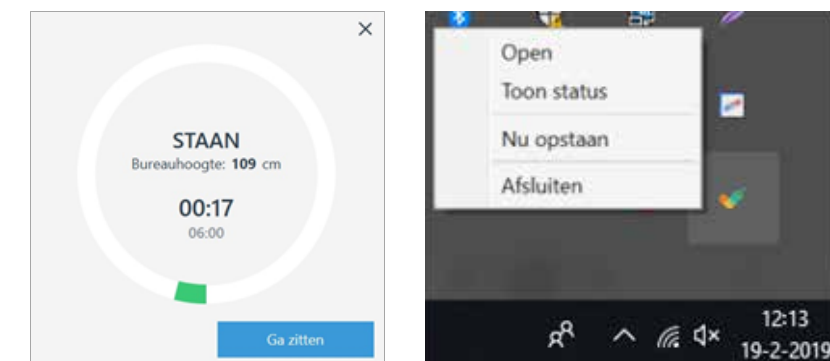 STAAN
Bureauhoogte: 109 cm
00:17
06:00
Ga zitten
Open
Toon status
Nu opstaan
Afsluiten
12:13
19-2-2019